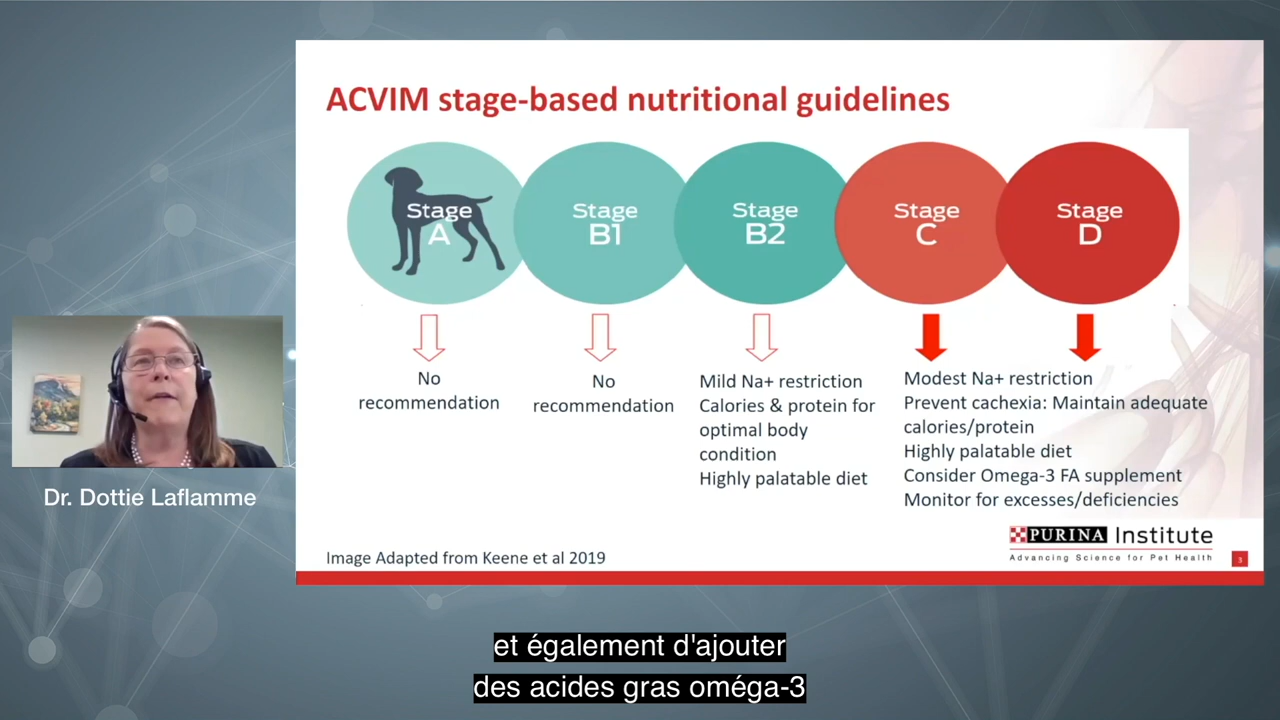 ACVIM stage-based nutritional guidelines
Stage
A
Stage
B1
Stage
B2
Stage
C
Stage
D
No
recommendation
No
recommendation
Mild Na+ restriction
Calories & protein for
optimal body
condition
Highly palatable diet
Modest Na+ restriction
Prevent cachexia: Maintain adequate
calories/protein
Highly palatable diet
Consider Omega-3 FA supplement
Monitor for excesses/deficiencies
Dr. Dottie Laflamme
PURINA Institute
Advancing Science for Pet Health
3
Image Adapted from Keene et al 2019
et également d'ajouter
des acides gras oméga-3